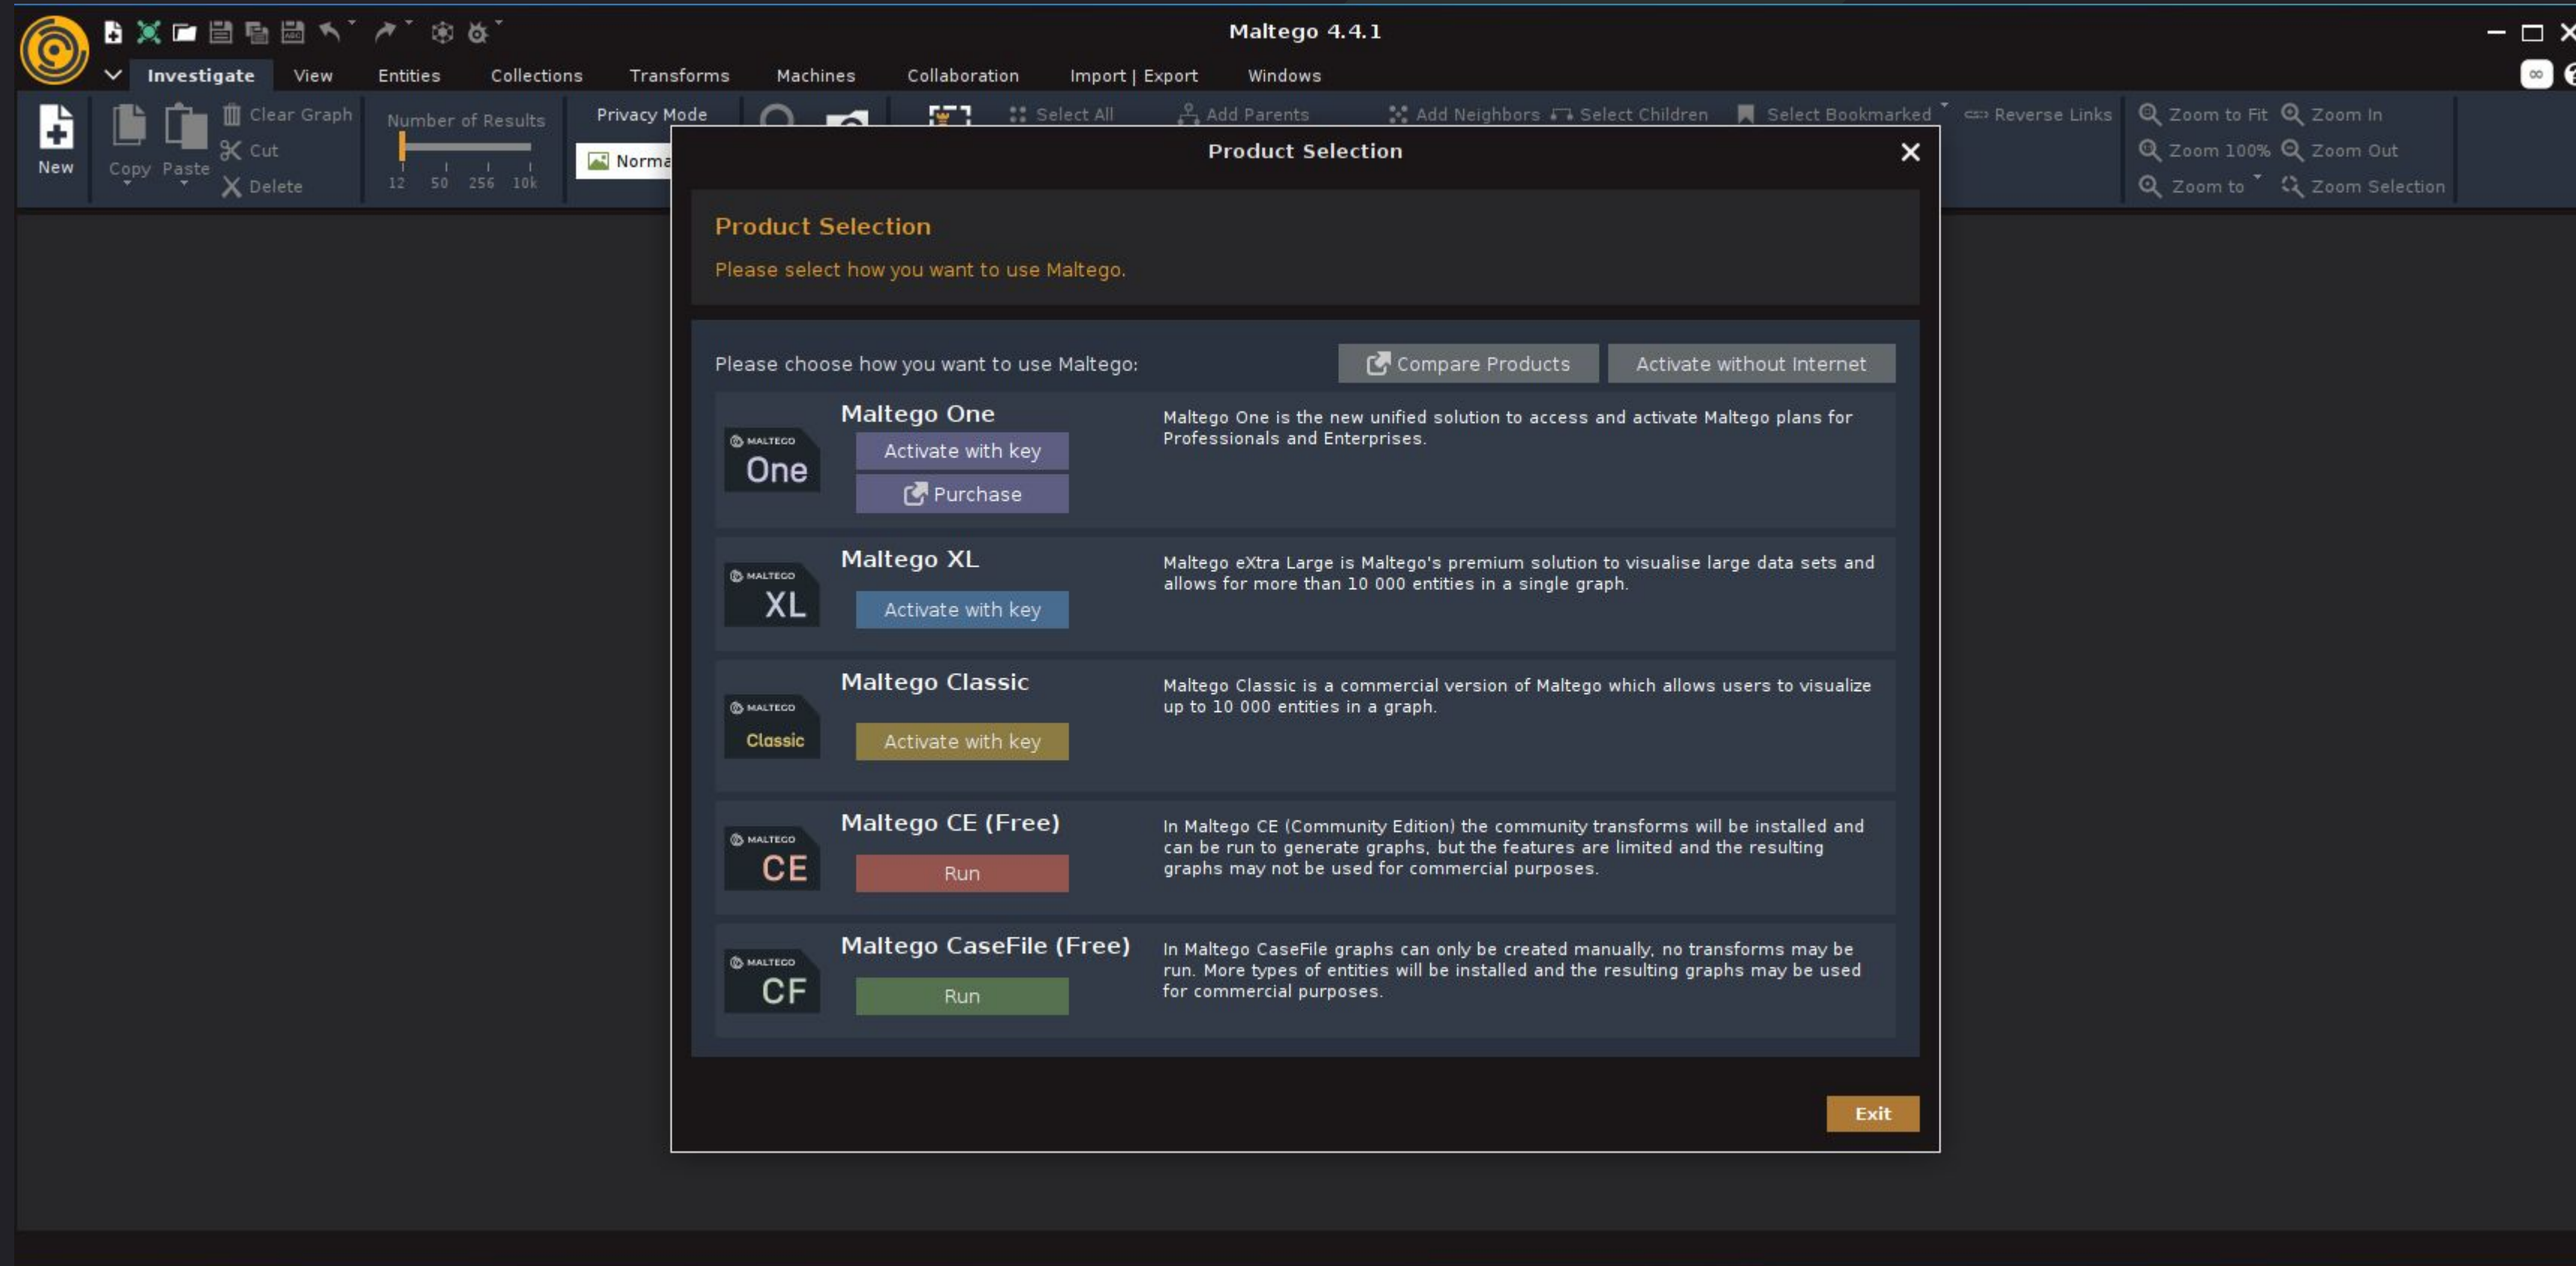 Maltego 4.4.1
Investigate View Entities Collections Transforms Machines Collaboration Import | Export Windows
New
Copy Paste
Clear Graph
Cut
Delete
Number of Results
12 50 256 10k
Privacy Mode
Norma
Select All Add Parents Add Neighbors Select Children Select Bookmarked Reverse Links
Zoom to Fit Zoom In
Zoom 100% Zoom Out
Zoom to Zoom Selection
Product Selection
Product Selection
Please select how you want to use Maltego.
Please choose how you want to use Maltego: Compare Products Activate without Internet
MALTEGO
One
Maltego One
Activate with key
Purchase
Maltego One is the new unified solution to access and activate Maltego plans for
Professionals and Enterprises.
MALTEGO
XL
Maltego XL
Activate with key
Maltego eXtra Large is Maltego's premium solution to visualise large data sets and
allows for more than 10 000 entities in a single graph.
MALTEGO
Classic
Maltego Classic
Activate with key
Maltego Classic is a commercial version of Maltego which allows users to visualize
up to 10 000 entities in a graph.
MALTEGO
CE
Maltego CE (Free)
Run
In Maltego CE (Community Edition) the community transforms will be installed and
can be run to generate graphs, but the features are limited and the resulting
graphs may not be used for commercial purposes.
MALTEGO
CF
Maltego CaseFile (Free)
Run
In Maltego CaseFile graphs can only be created manually, no transforms may be
run. More types of entities will be installed and the resulting graphs may be used
for commercial purposes.
Exit